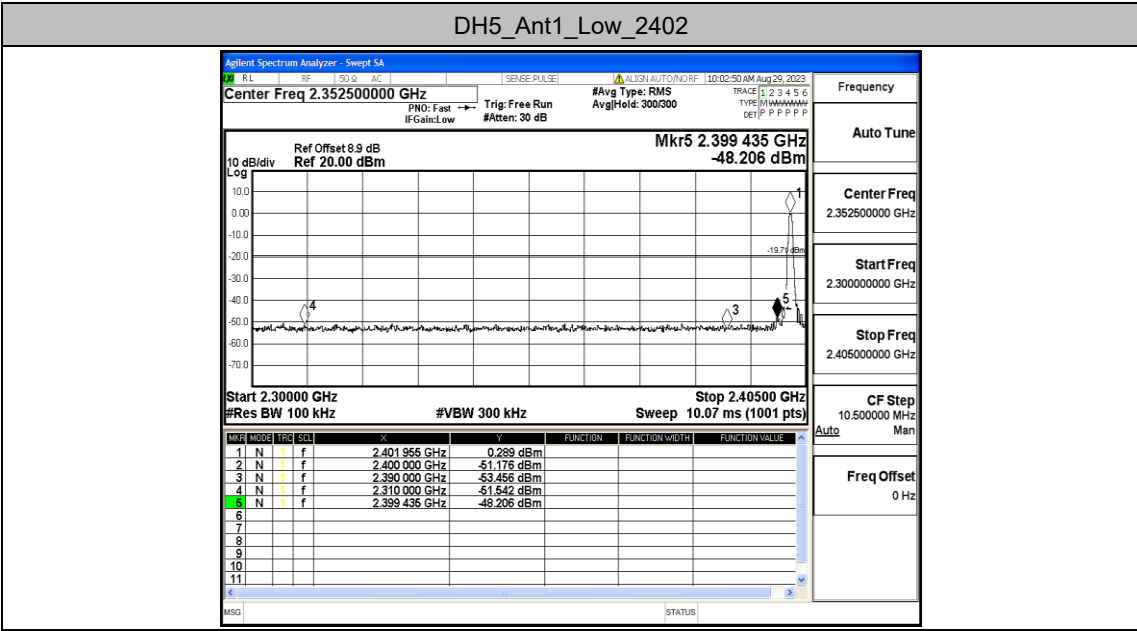 DH5_Ant1_Low_2402
Agilent Spectrum Analyzer - Swept SA
LXI RL RF 50 Ω AC SENSE:PULSE ALIGN AUTO/NO RF 10:02:50 AM Aug 29, 2023
Center Freq 2.352500000 GHz
PNO: Fast
IFGain:Low
Trig: Free Run
#Atten: 30 dB
#Avg Type: RMS
Avg|Hold: 300/300
TRACE 1 2 3 4 5 6
TYPE M WWWWW
DET P P P P P P
Mkr5 2.399 435 GHz
-48.206 dBm
Ref Offset 8.9 dB
10 dB/div Ref 20.00 dBm
Log
10.0
0.00
-10.0
-20.0
-30.0
-40.0
-50.0
-60.0
-70.0
1
-19.71 dBm
4
3
5
Start 2.30000 GHz Stop 2.40500 GHz
#Res BW 100 kHz #VBW 300 kHz Sweep 10.07 ms (1001 pts)
MKR MODE TRC SCL X Y FUNCTION FUNCTION WIDTH FUNCTION VALUE
1 N 1 f 2.401 955 GHz 0.289 dBm
2 N 1 f 2.400 000 GHz -51.176 dBm
3 N 1 f 2.390 000 GHz -53.456 dBm
4 N 1 f 2.310 000 GHz -51.542 dBm
5 N 1 f 2.399 435 GHz -48.206 dBm
6
7
8
9
10
11
MSG STATUS
Frequency
Auto Tune
Center Freq
2.352500000 GHz
Start Freq
2.300000000 GHz
Stop Freq
2.405000000 GHz
CF Step
10.500000 MHz
Auto Man
Freq Offset
0 Hz